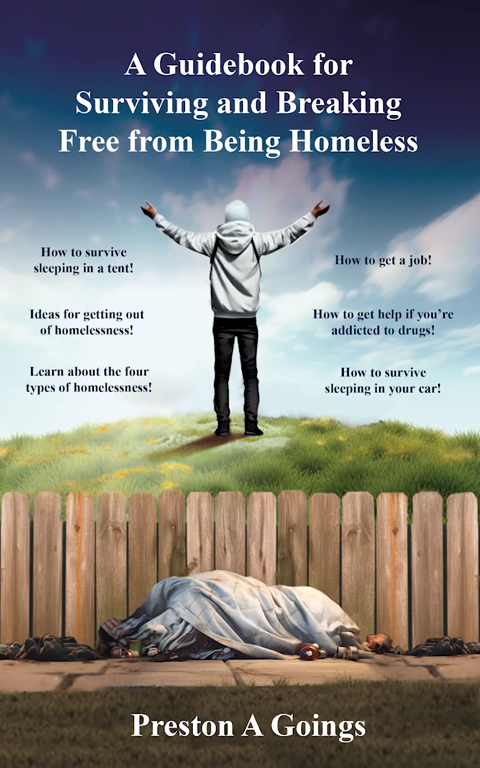 A Guidebook for
Surviving and Breaking
Free from Being Homeless
How to survive
sleeping in a tent!
Ideas for getting out
of homelessness!
Learn about the four
types of homelessness!
How to get a job!
How to get help if you're
addicted to drugs!
How to survive
sleeping in your car!
Preston A Goings